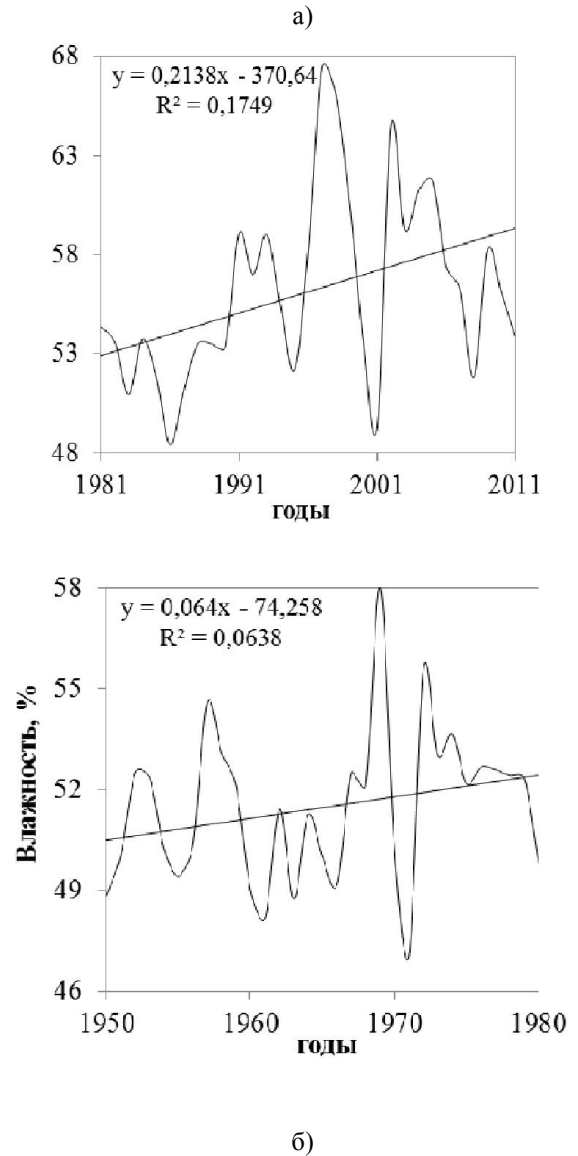 а)
68
63
58
53
48
y = 0,2138x - 370,64
R² = 0,1749
1981 1991 2001 2011
годы
58
55
52
49
46
Влажность, %
y = 0,064x - 74,258
R² = 0,0638
1950 1960 1970 1980
годы
б)